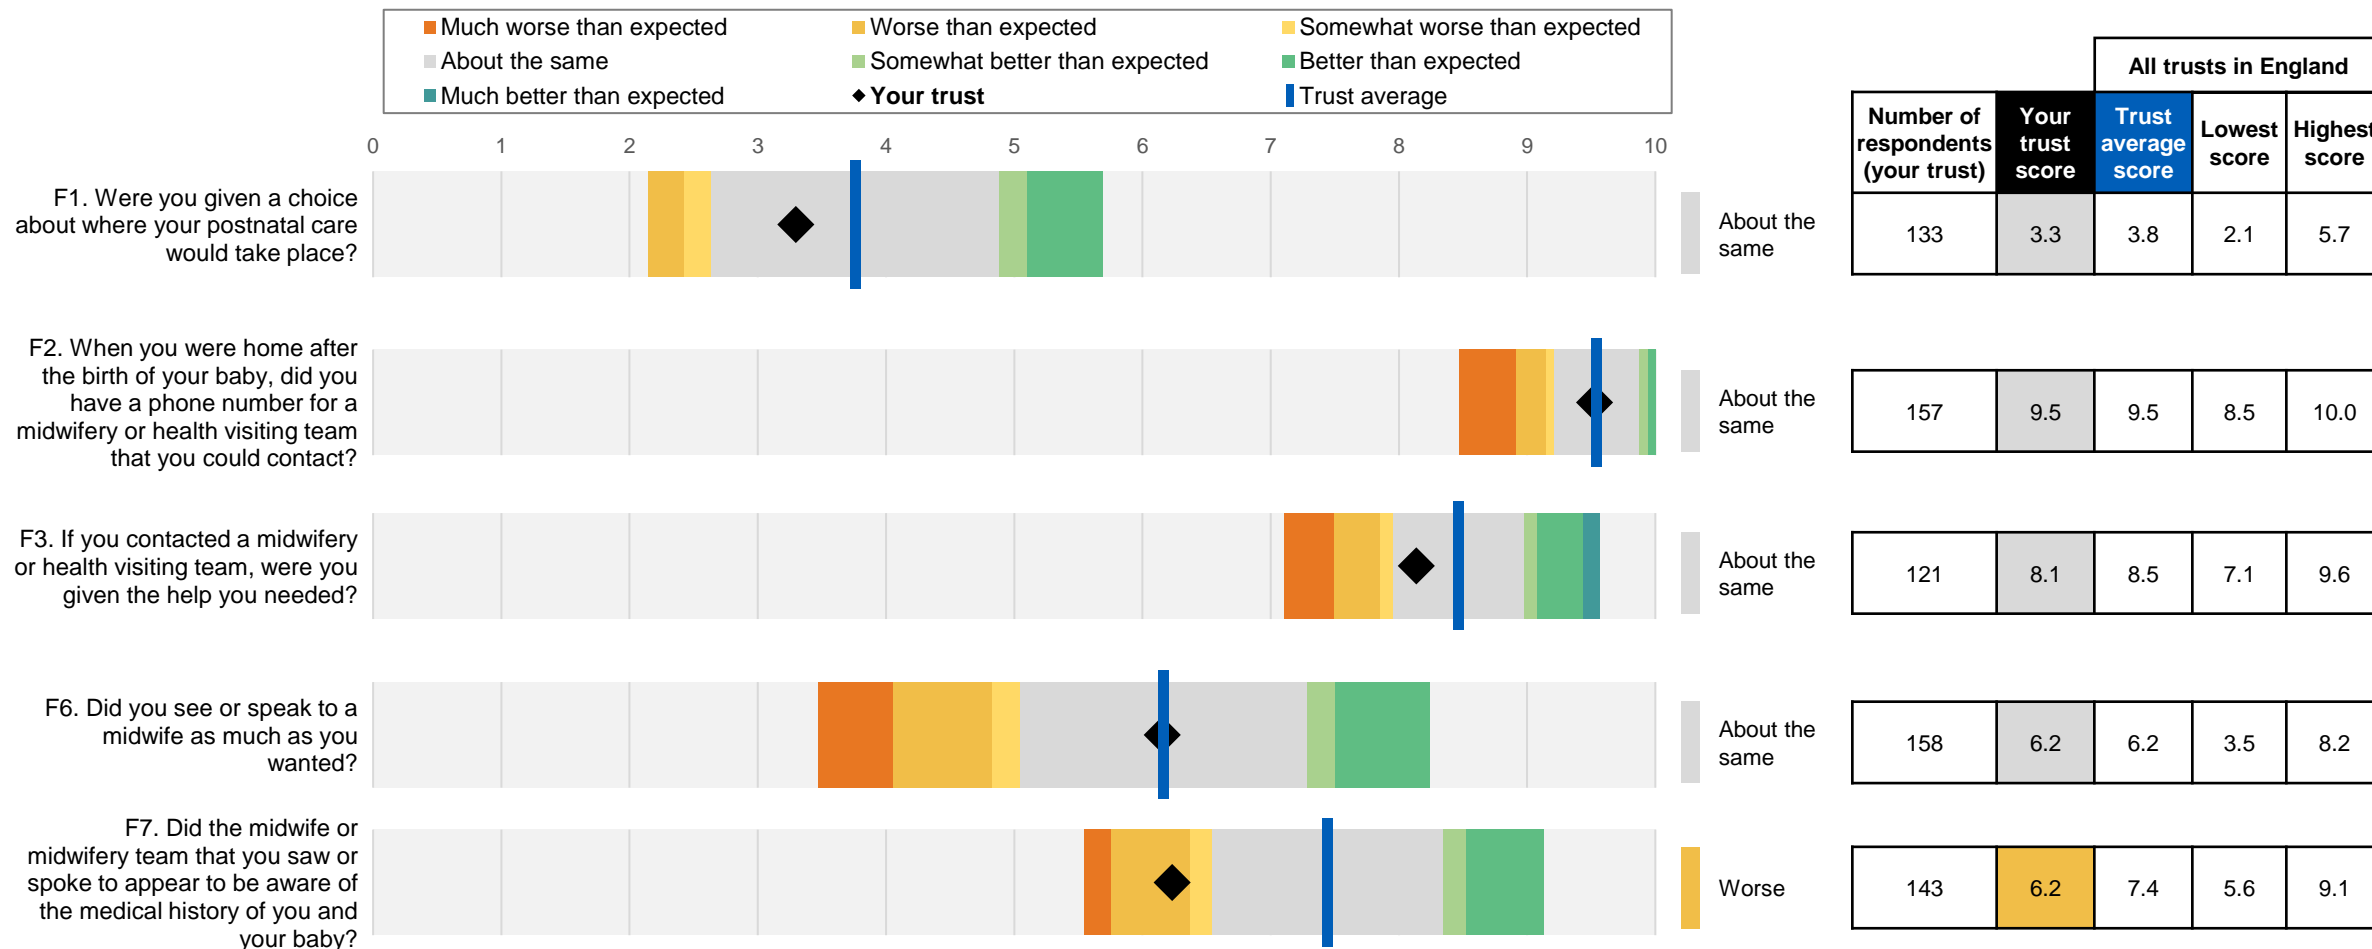 Much worse than expected
Worse than expected
Somewhat worse than expected
About the same
Somewhat better than expected
Better than expected
Much better than expected
Your trust
Trust average
All trusts in England
Number of
respondents
(your trust)
Your
trust
score
Trust
average
score
Lowest
score
Highest
score
0 1 2 3 4 5 6 7 8 9 10
F1. Were you given a choice
about where your postnatal care
would take place?
About the
same
133 3.3 3.8 2.1 5.7
F2. When you were home after
the birth of your baby, did you
have a phone number for a
midwifery or health visiting team
that you could contact?
About the
same
157 9.5 9.5 8.5 10.0
F3. If you contacted a midwifery
or health visiting team, were you
given the help you needed?
About the
same
121 8.1 8.5 7.1 9.6
F6. Did you see or speak to a
midwife as much as you
wanted?
About the
same
158 6.2 6.2 3.5 8.2
F7. Did the midwife or
midwifery team that you saw or
spoke to appear to be aware of
the medical history of you and
your baby?
Worse
143 6.2 7.4 5.6 9.1